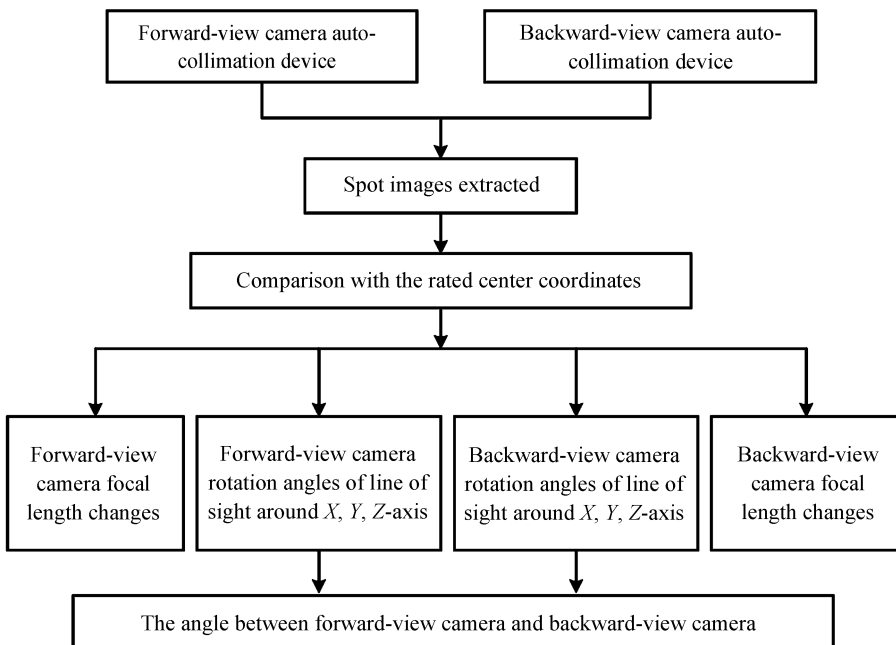 Forward-view camera auto-
collimation device
Backward-view camera auto-
collimation device
Spot images extracted
Comparison with the rated center coordinates
Forward-view
camera focal
length changes
Forward-view camera
rotation angles of line of
sight around X, Y, Z-axis
Backward-view camera
rotation angles of line of
sight around X, Y, Z-axis
Backward-view
camera focal
length changes
The angle between forward-view camera and backward-view camera